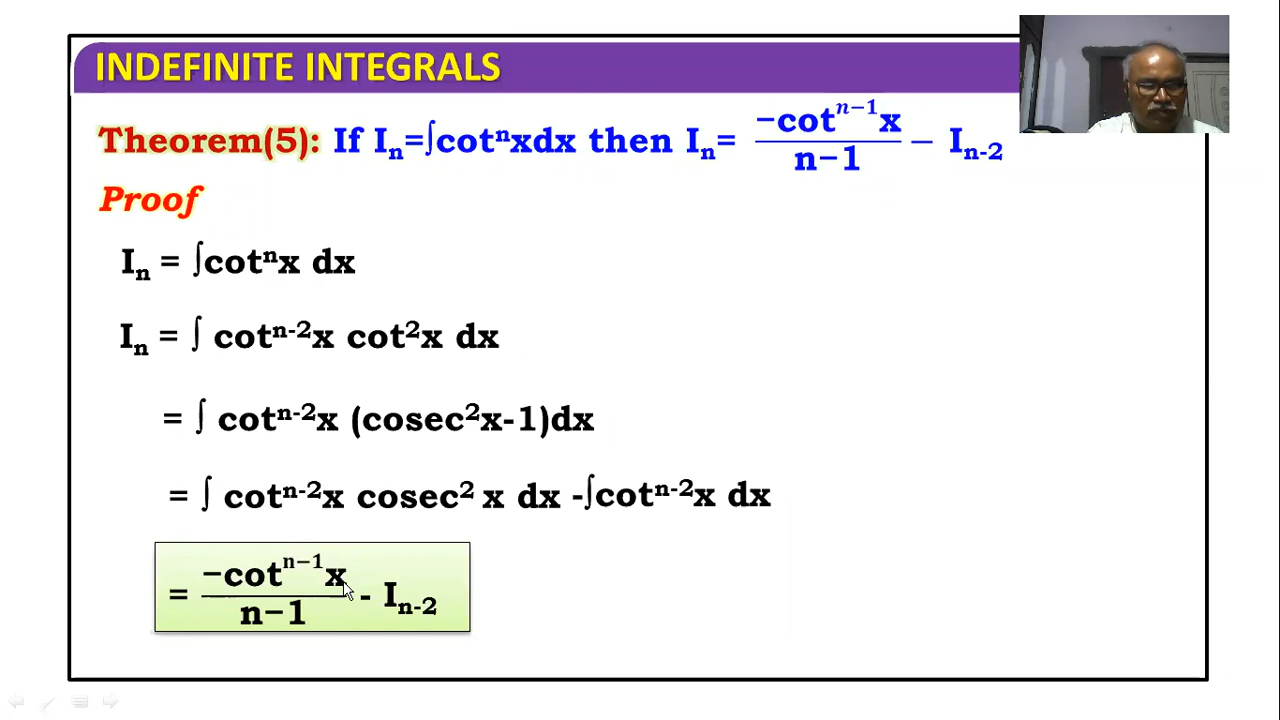 INDEFINITE INTEGRALS
Theorem(5): If Iₙ=∫cotⁿxdx then Iₙ= (−cotⁿ⁻¹x)/(n−1) − Iₙ₋₂
Proof
Iₙ = ∫cotⁿx dx
Iₙ = ∫ cotⁿ⁻²x cot²x dx
= ∫ cotⁿ⁻²x (cosec²x-1)dx
= ∫ cotⁿ⁻²x cosec² x dx -∫cotⁿ⁻²x dx
= (−cotⁿ⁻¹x)/(n−1) - Iₙ₋₂